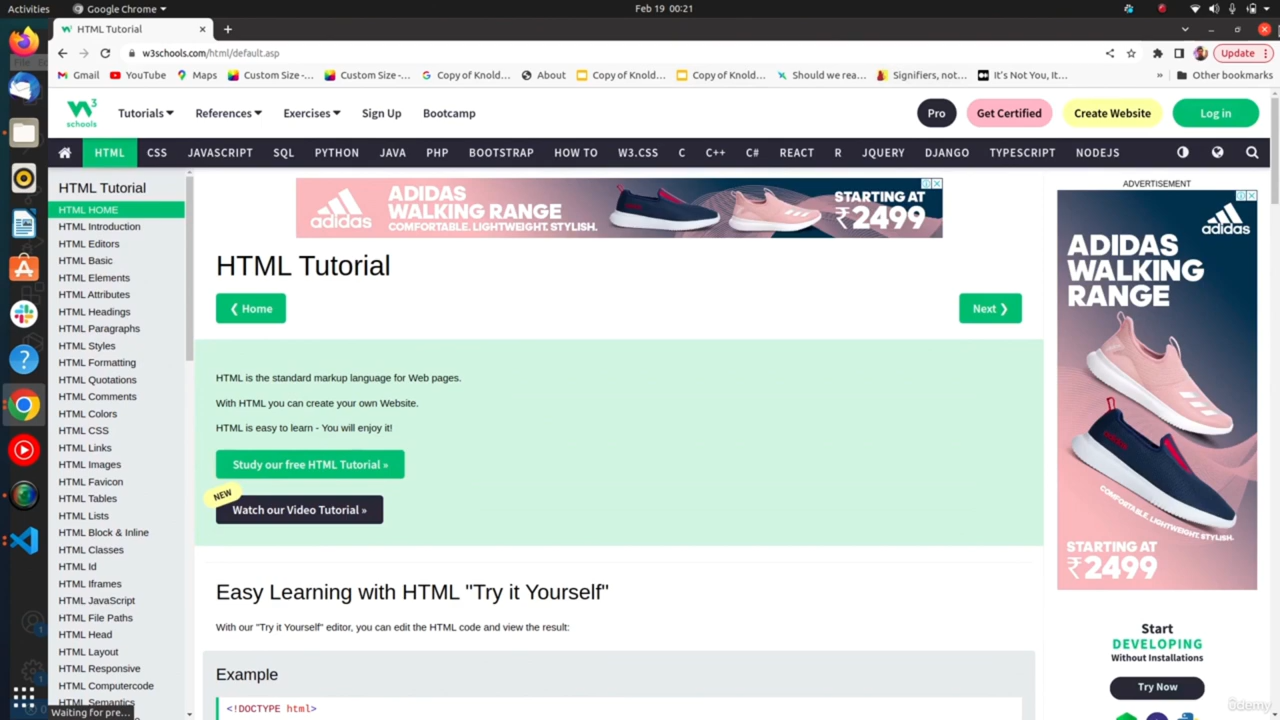 Activities
Google Chrome
Feb 19 00:21
HTML Tutorial
w3schools.com/html/default.asp
Update
Gmail
YouTube
Maps
Custom Size -...
Custom Size -...
Copy of Knold...
About
Copy of Knold...
Copy of Knold...
Should we rea...
Signifiers, not...
It's Not You, It...
»
Other bookmarks
W3
schools
Tutorials
References
Exercises
Sign Up
Bootcamp
Pro
Get Certified
Create Website
Log in
HTML
CSS
JAVASCRIPT
SQL
PYTHON
JAVA
PHP
BOOTSTRAP
HOW TO
W3.CSS
C
C++
C#
REACT
R
JQUERY
DJANGO
TYPESCRIPT
NODEJS
HTML Tutorial
HTML HOME
HTML Introduction
HTML Editors
HTML Basic
HTML Elements
HTML Attributes
HTML Headings
HTML Paragraphs
HTML Styles
HTML Formatting
HTML Quotations
HTML Comments
HTML Colors
HTML CSS
HTML Links
HTML Images
HTML Favicon
HTML Tables
HTML Lists
HTML Block & Inline
HTML Classes
HTML Id
HTML Iframes
HTML JavaScript
HTML File Paths
HTML Head
HTML Layout
HTML Responsive
HTML Computercode
HTML Semantics
Waiting for pre...
adidas
ADIDAS
WALKING RANGE
COMFORTABLE. LIGHTWEIGHT. STYLISH.
STARTING AT
₹2499
HTML Tutorial
❮ Home
Next ❯
HTML is the standard markup language for Web pages.
With HTML you can create your own Website.
HTML is easy to learn - You will enjoy it!
Study our free HTML Tutorial »
NEW
Watch our Video Tutorial »
Easy Learning with HTML "Try it Yourself"
With our "Try it Yourself" editor, you can edit the HTML code and view the result:
Example
<!DOCTYPE html>
ADVERTISEMENT
adidas
ADIDAS
WALKING
RANGE
COMFORTABLE. LIGHTWEIGHT. STYLISH.
STARTING AT
₹2499
Start
DEVELOPING
Without Installations
Try Now
ûdemy